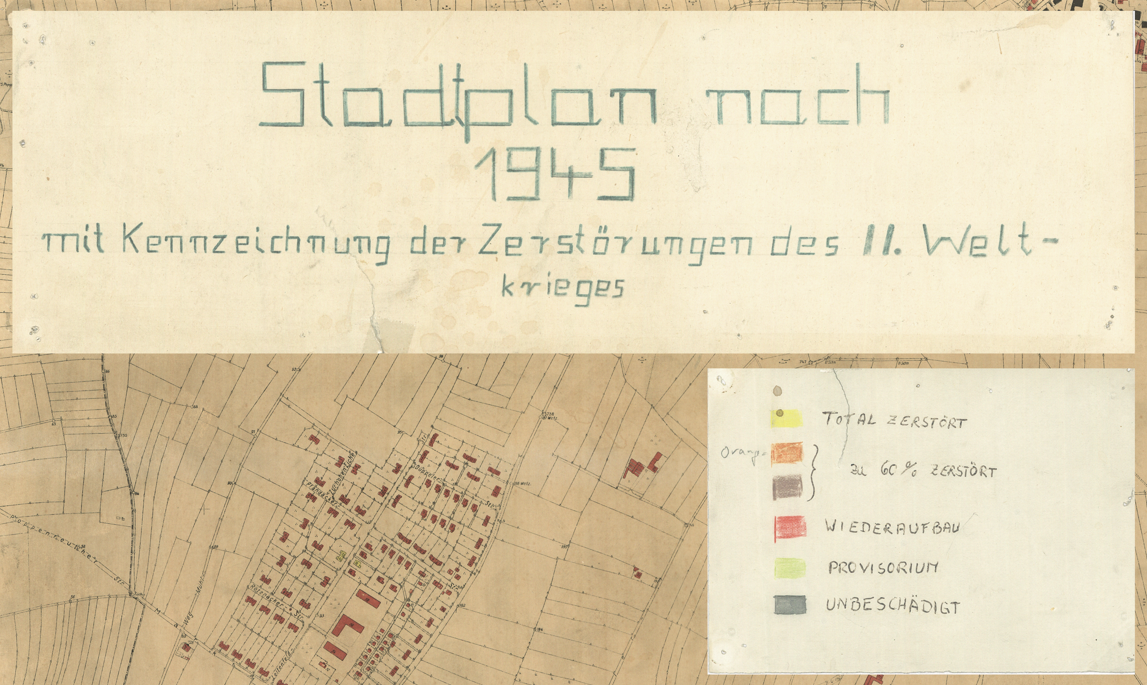 Stadtplan nach
1945
mit Kennzeichnung der Zerstörungen des II. Welt-
krieges
TOTAL ZERSTÖRT
Orange
zu 60% ZERSTÖRT
WIEDERAUFBAU
PROVISORIUM
UNBESCHÄDIGT